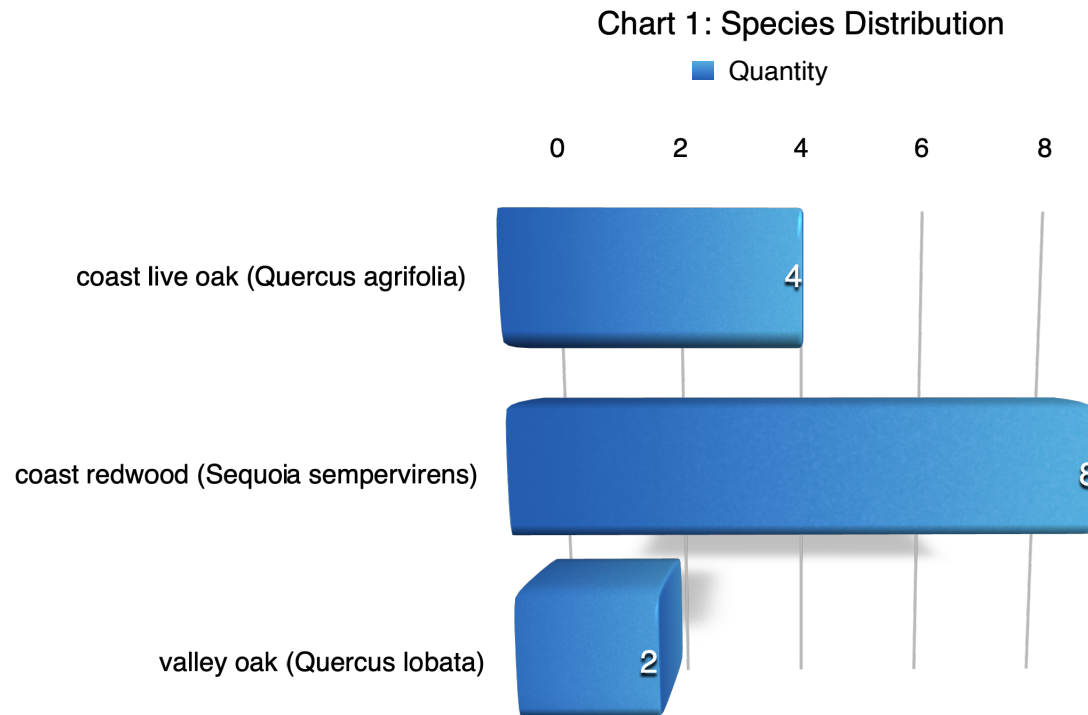 Chart 1: Species Distribution
Quantity
0 2 4 6 8
coast live oak (Quercus agrifolia) 4
coast redwood (Sequoia sempervirens) 8
valley oak (Quercus lobata) 2